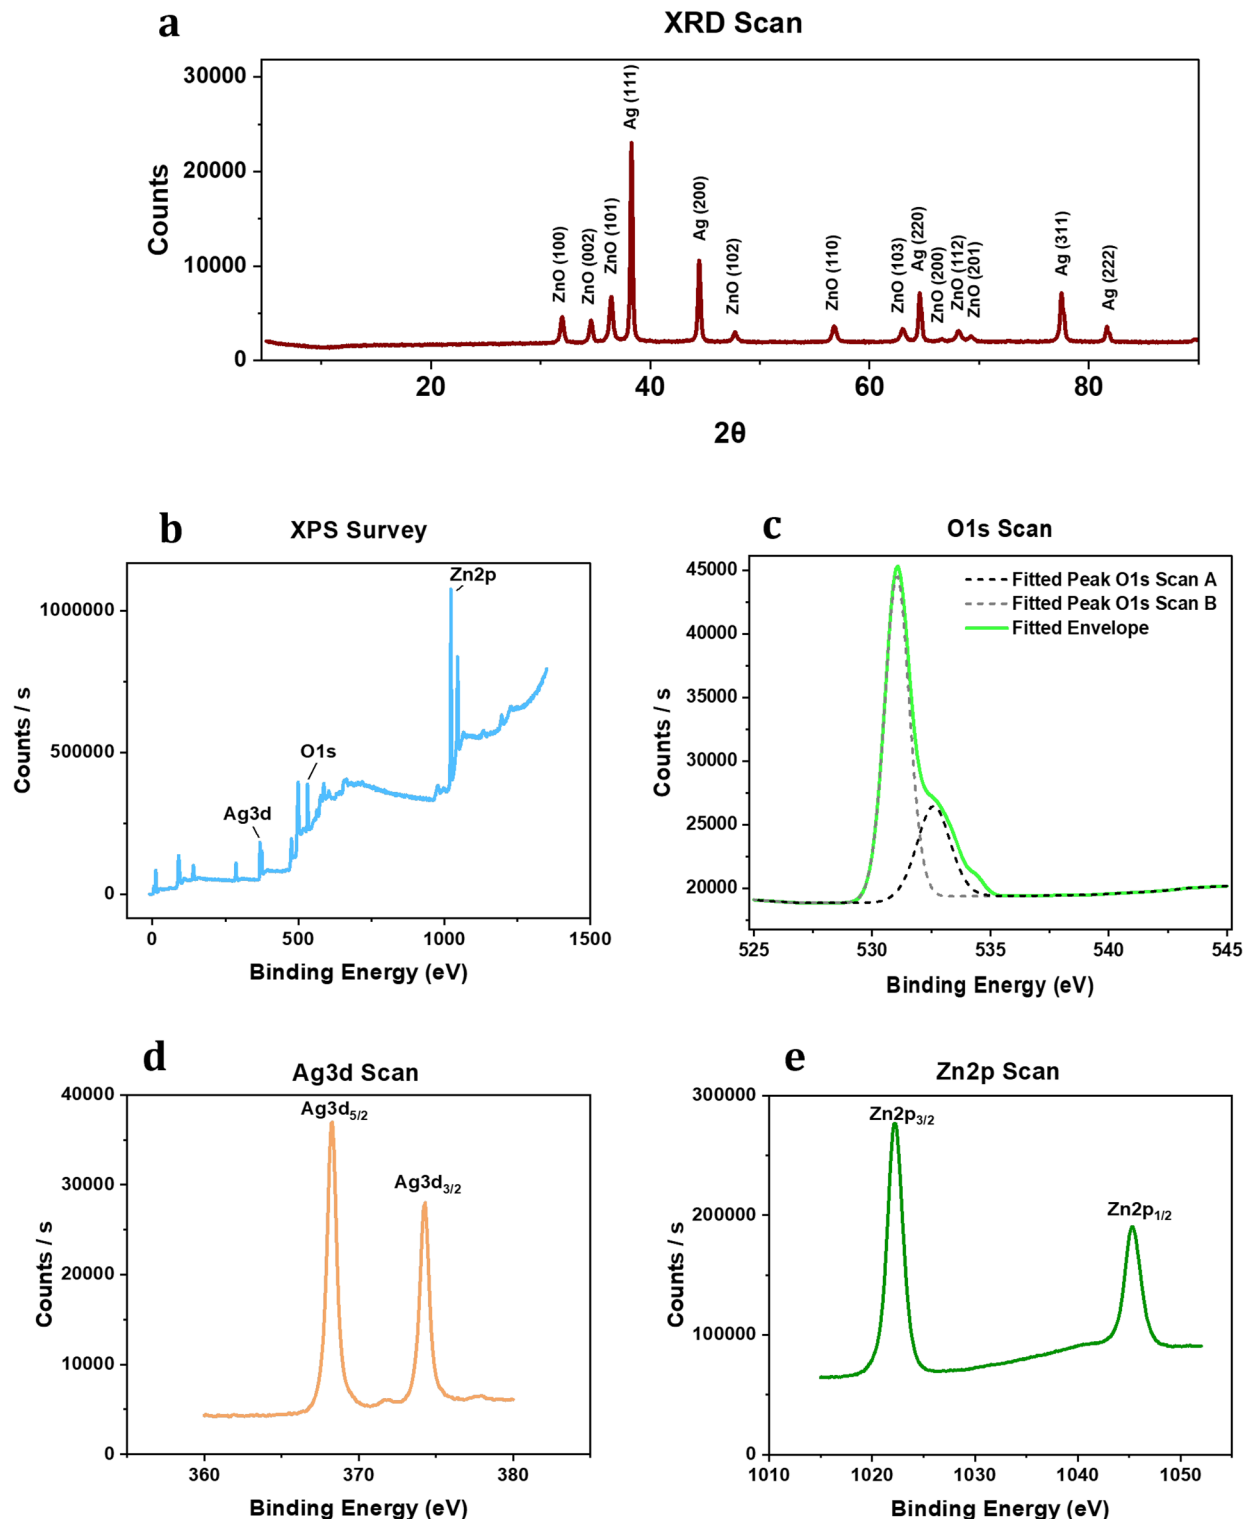 a
XRD Scan
30000
20000
10000
0
Counts
ZnO (100)
ZnO (002)
ZnO (101)
Ag (111)
Ag (200)
ZnO (102)
ZnO (110)
ZnO (103)
Ag (220)
ZnO (200)
ZnO (112)
ZnO (201)
Ag (311)
Ag (222)
20 40 60 80
2θ
b
XPS Survey
1000000
500000
0
Counts / s
Zn2p
O1s
Ag3d
0 500 1000 1500
Binding Energy (eV)
c
O1s Scan
45000
40000
35000
30000
25000
20000
Counts / s
Fitted Peak O1s Scan A
Fitted Peak O1s Scan B
Fitted Envelope
525 530 535 540 545
Binding Energy (eV)
d
Ag3d Scan
40000
30000
20000
10000
0
Counts / s
Ag3d5/2
Ag3d3/2
360 370 380
Binding Energy (eV)
e
Zn2p Scan
300000
200000
100000
0
Counts / s
Zn2p3/2
Zn2p1/2
1010 1020 1030 1040 1050
Binding Energy (eV)